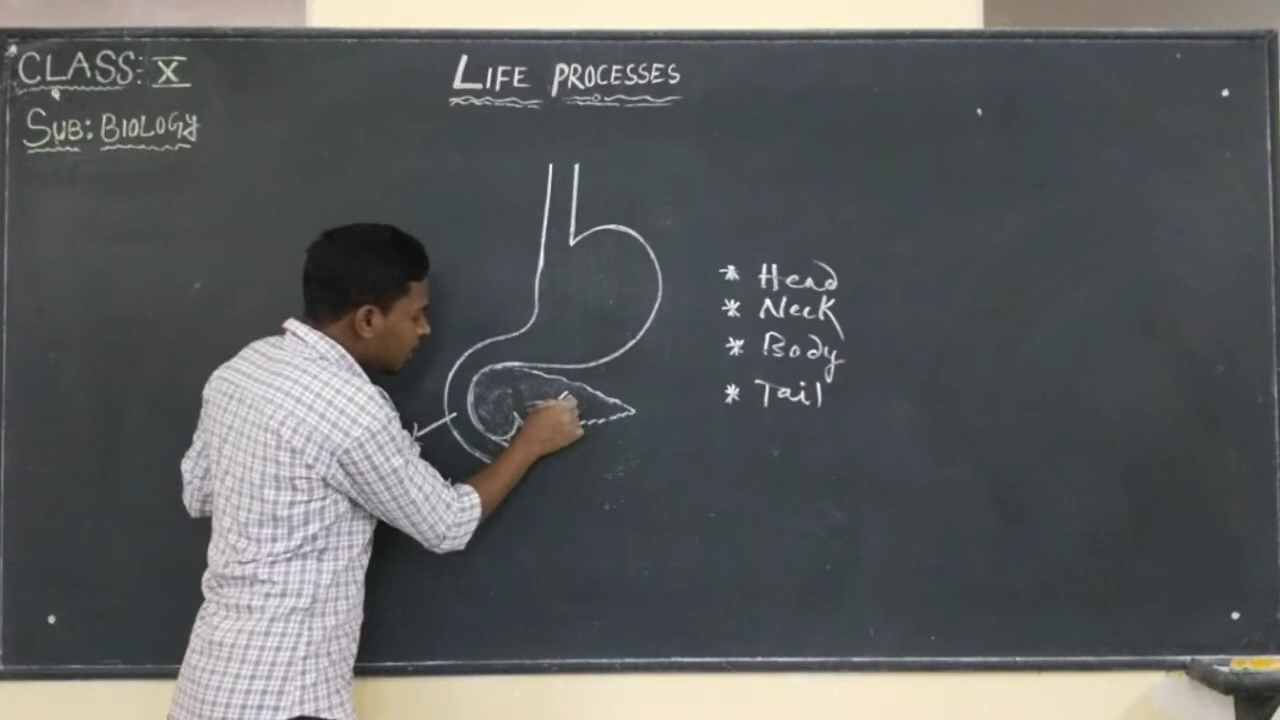 CLASS: X
SUB: BIOLOGY
LIFE PROCESSES
* Head
* Neck
* Body
* Tail